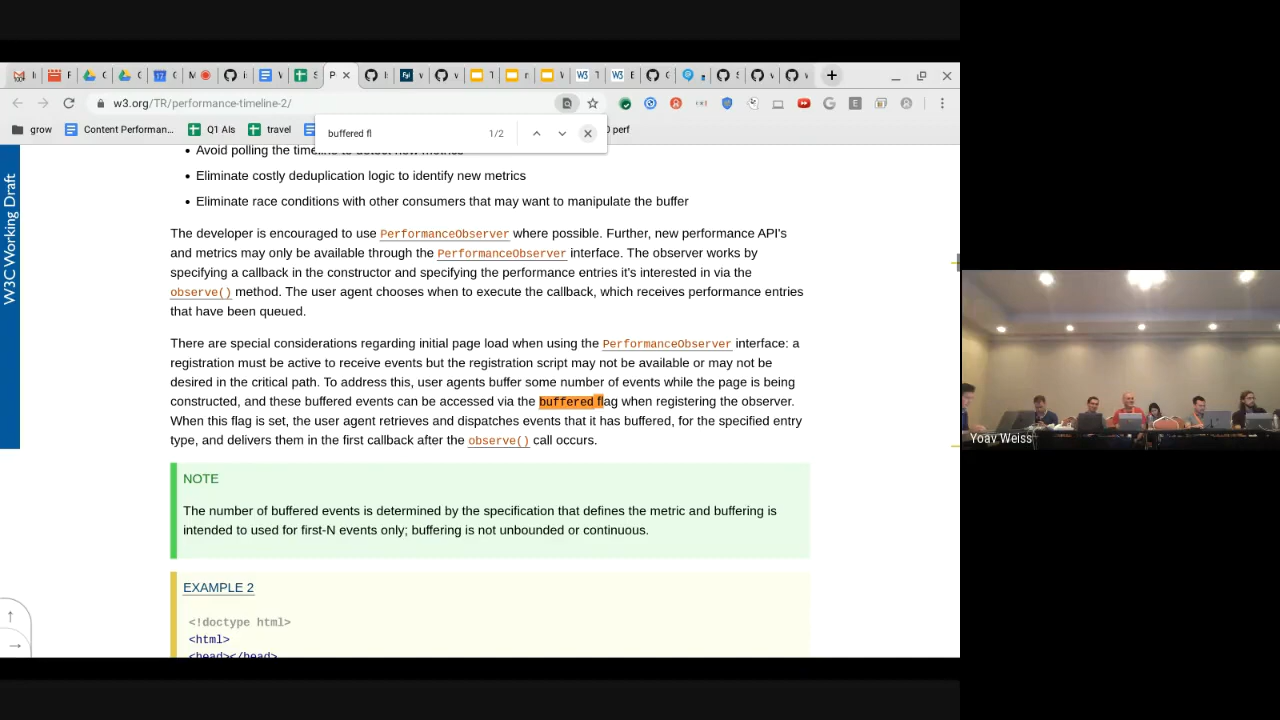 w3.org/TR/performance-timeline-2/
grow
Content Performan...
Q1 AIs
travel
perf
buffered fl
1/2
W3C Working Draft
Avoid polling the timeline to detect new metrics
Eliminate costly deduplication logic to identify new metrics
Eliminate race conditions with other consumers that may want to manipulate the buffer
The developer is encouraged to use PerformanceObserver where possible. Further, new performance API's
and metrics may only be available through the PerformanceObserver interface. The observer works by
specifying a callback in the constructor and specifying the performance entries it's interested in via the
observe() method. The user agent chooses when to execute the callback, which receives performance entries
that have been queued.
There are special considerations regarding initial page load when using the PerformanceObserver interface: a
registration must be active to receive events but the registration script may not be available or may not be
desired in the critical path. To address this, user agents buffer some number of events while the page is being
constructed, and these buffered events can be accessed via the buffered flag when registering the observer.
When this flag is set, the user agent retrieves and dispatches events that it has buffered, for the specified entry
type, and delivers them in the first callback after the observe() call occurs.
NOTE
The number of buffered events is determined by the specification that defines the metric and buffering is
intended to used for first-N events only; buffering is not unbounded or continuous.
EXAMPLE 2
<!doctype html>
<html>
<head></head>
Yoav Weiss